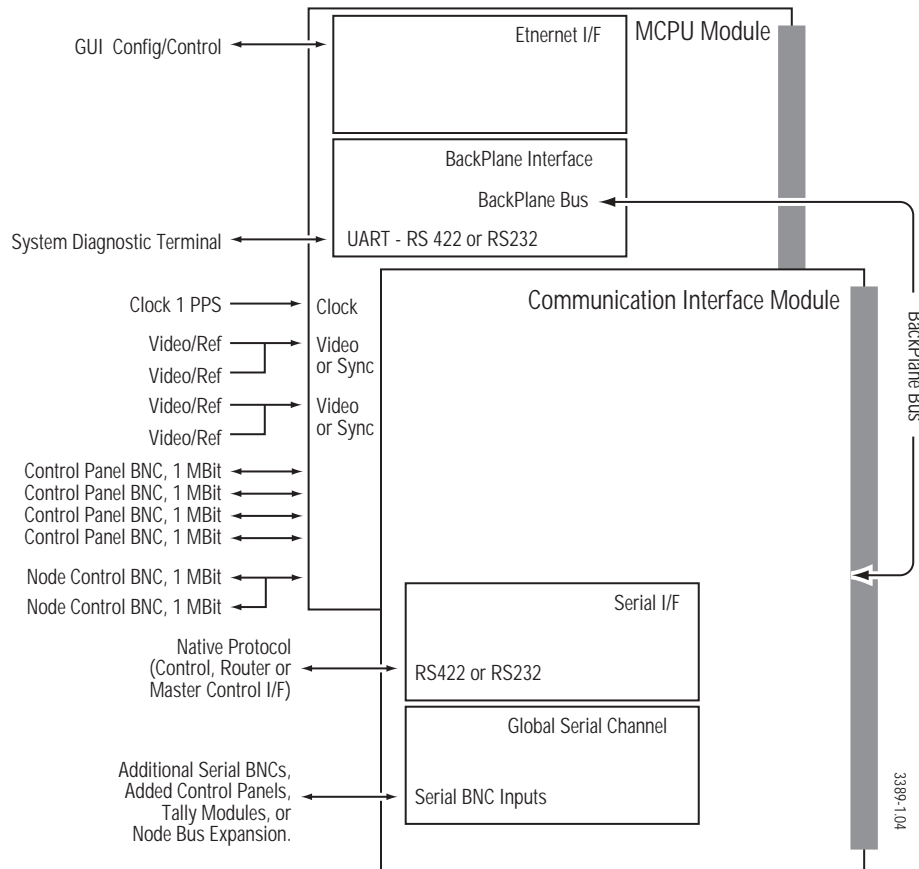 MCPU Module
Etnernet I/F
GUI Config/Control
BackPlane Interface
BackPlane Bus
System Diagnostic Terminal
UART - RS 422 or RS232
Communication Interface Module
Clock 1 PPS
Clock
Video/Ref
Video/Ref
Video
or Sync
Video/Ref
Video/Ref
Video
or Sync
BackPlane Bus
Control Panel BNC, 1 MBit
Control Panel BNC, 1 MBit
Control Panel BNC, 1 MBit
Control Panel BNC, 1 MBit
Node Control BNC, 1 MBit
Node Control BNC, 1 MBit
Serial I/F
Native Protocol
(Control, Router or
Master Control I/F)
RS422 or RS232
Global Serial Channel
Additional Serial BNCs,
Added Control Panels,
Tally Modules, or
Node Bus Expansion.
Serial BNC Inputs
3389-1.04